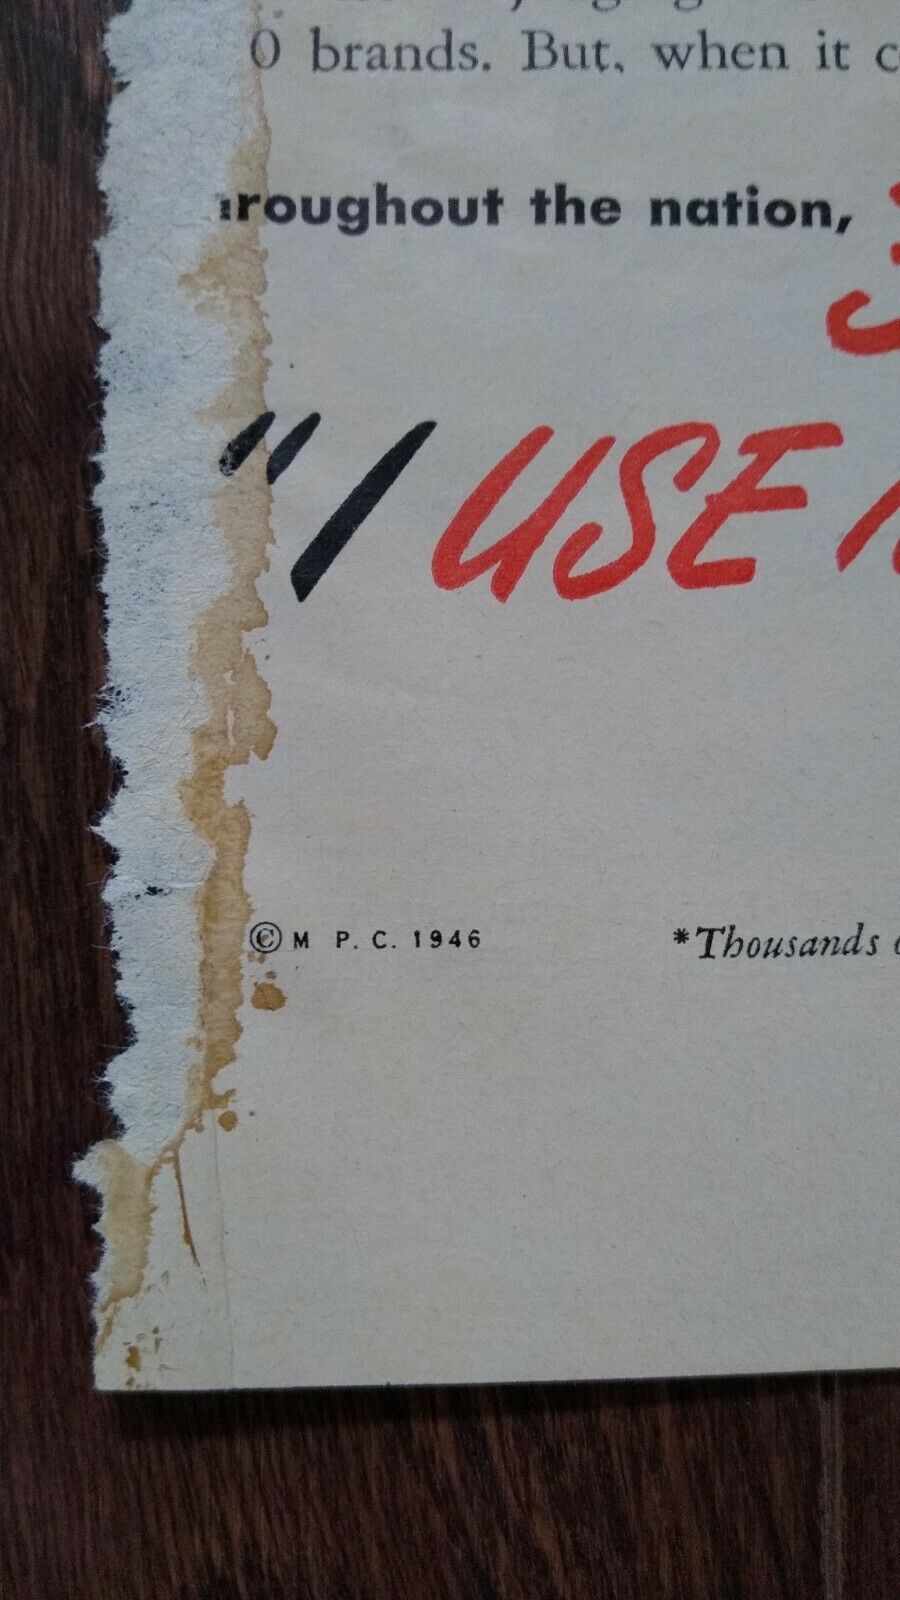 0 brands. But, when it c
roughout the nation,
"I USE
© M P. C. 1946
*Thousands